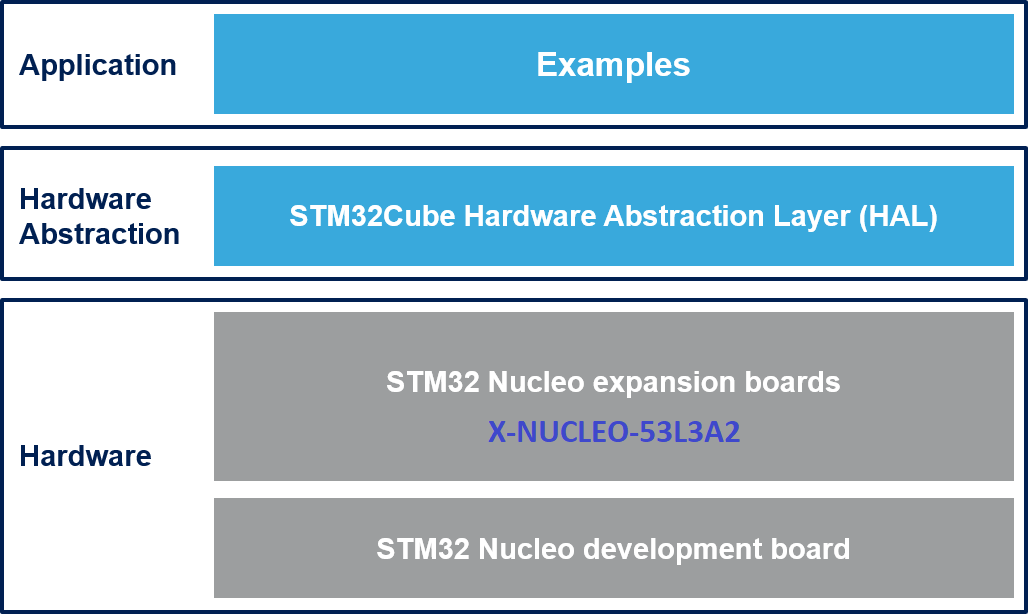 Application
Examples
Hardware
Abstraction
STM32Cube Hardware Abstraction Layer (HAL)
Hardware
STM32 Nucleo expansion boards
X-NUCLEO-53L3A2
STM32 Nucleo development board